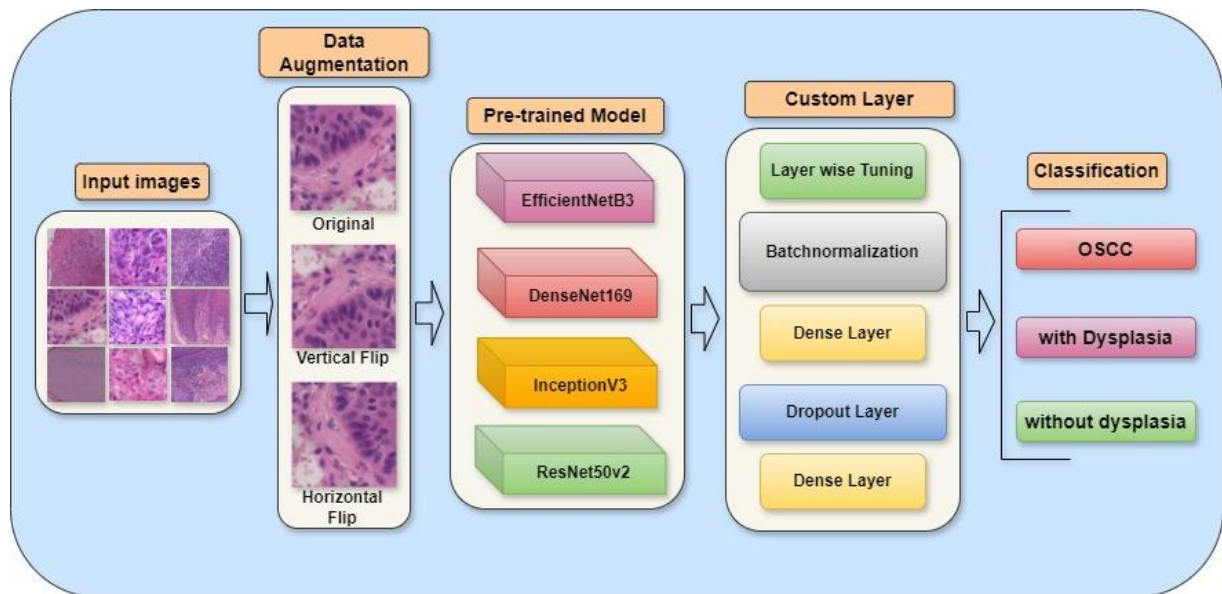 Input images
Data
Augmentation
Original
Vertical Flip
Horizontal
Flip
Pre-trained Model
EfficientNetB3
DenseNet169
InceptionV3
ResNet50v2
Custom Layer
Layer wise Tuning
Batchnormalization
Dense Layer
Dropout Layer
Dense Layer
Classification
OSCC
with Dysplasia
without dysplasia